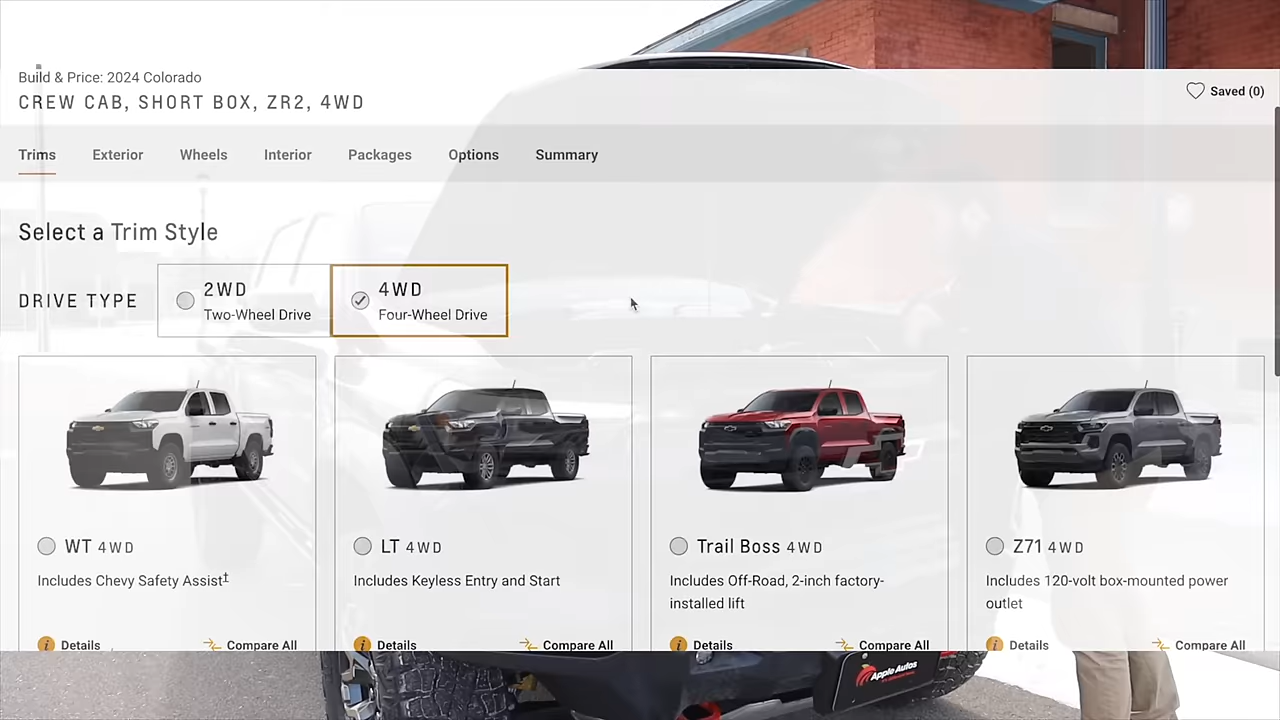 Build & Price: 2024 Colorado
CREW CAB, SHORT BOX, ZR2, 4WD
Saved (0)
Trims Exterior Wheels Interior Packages Options Summary
Select a Trim Style
DRIVE TYPE
2WD
Two-Wheel Drive
4WD
Four-Wheel Drive
WT 4WD
Includes Chevy Safety Assist†
Details Compare All
LT 4WD
Includes Keyless Entry and Start
Details Compare All
Trail Boss 4WD
Includes Off-Road, 2-inch factory-
installed lift
Details Compare All
Z71 4WD
Includes 120-volt box-mounted power
outlet
Details Compare All
Apple Autos